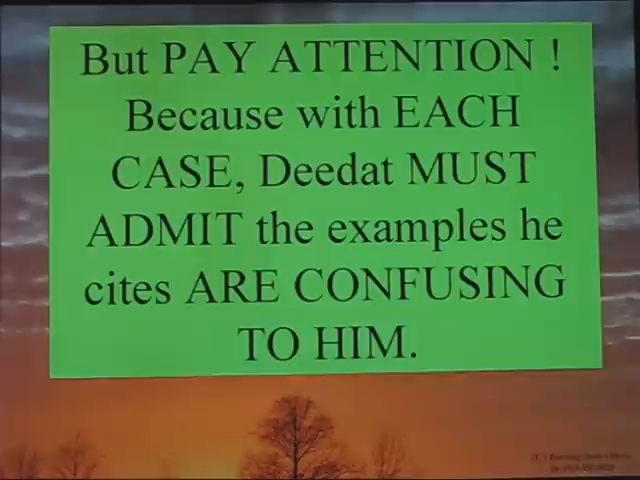 But PAY ATTENTION !
Because with EACH
CASE, Deedat MUST
ADMIT the examples he
cites ARE CONFUSING
TO HIM.